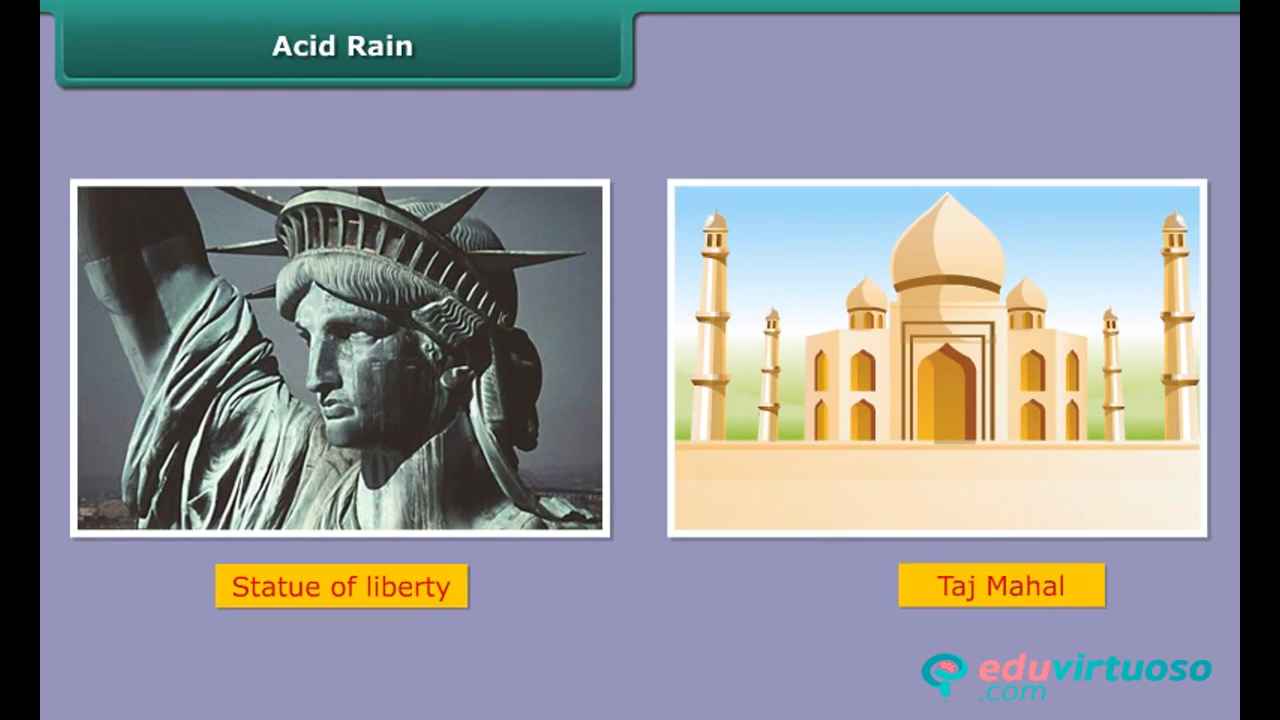 Acid Rain
Statue of liberty
Taj Mahal
eduvirtuoso
.com